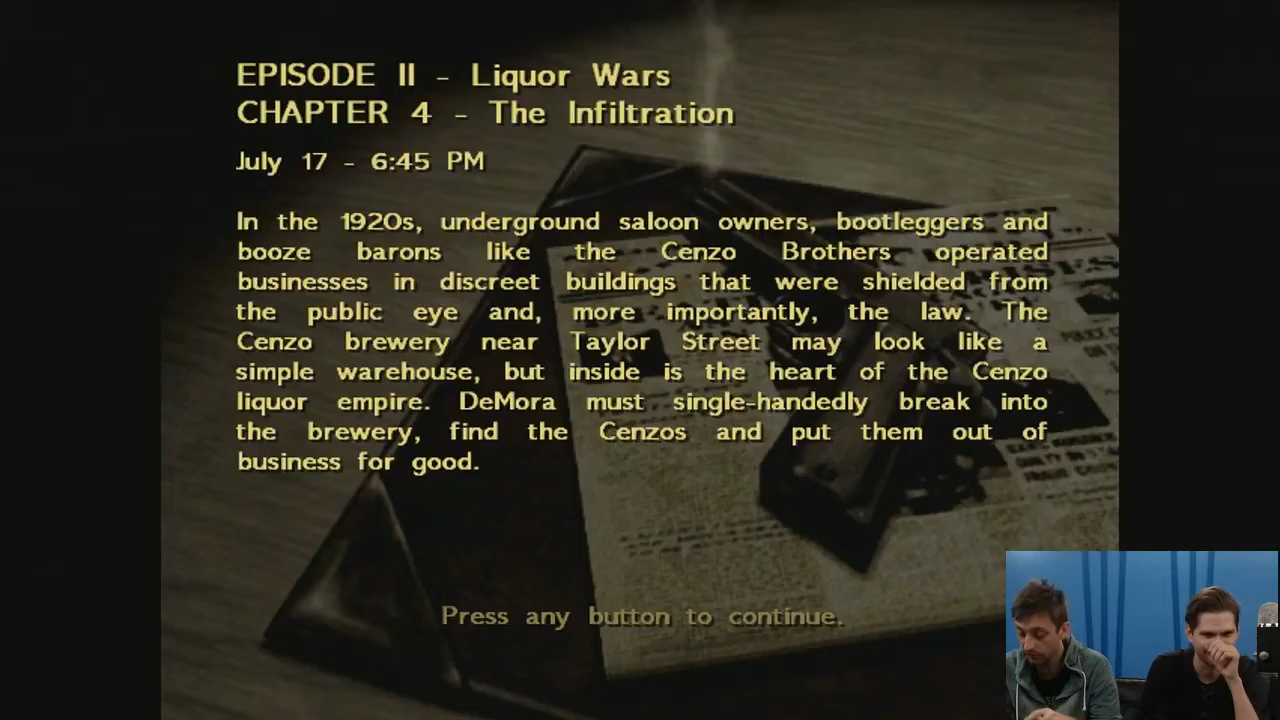 EPISODE II - Liquor Wars
CHAPTER 4 - The Infiltration
July 17 - 6:45 PM
In the 1920s, underground saloon owners, bootleggers and
booze barons like the Cenzo Brothers operated
businesses in discreet buildings that were shielded from
the public eye and, more importantly, the law. The
Cenzo brewery near Taylor Street may look like a
simple warehouse, but inside is the heart of the Cenzo
liquor empire. DeMora must single-handedly break into
the brewery, find the Cenzos and put them out of
business for good.
Press any button to continue.